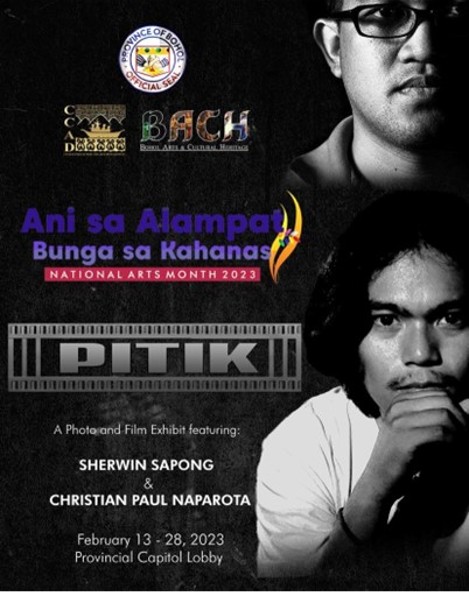 PROVINCE OF BOHOL
OFFICIAL SEAL
CCAD
BACH
BOHOL ARTS & CULTURAL HERITAGE
Ani sa Alampat
Bunga sa Kahanas
NATIONAL ARTS MONTH 2023
PITIK
A Photo and Film Exhibit featuring:
SHERWIN SAPONG
&
CHRISTIAN PAUL NAPAROTA
February 13 - 28, 2023
Provincial Capitol Lobby